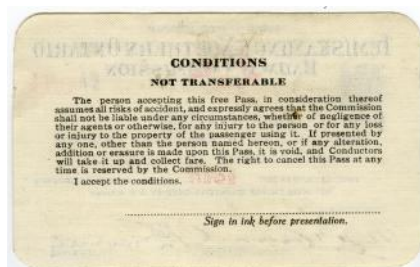 CONDITIONS
NOT TRANSFERABLE
The person accepting this free Pass, in consideration thereof
assumes all risks of accident, and expressly agrees that the Commission
shall not be liable under any circumstances, whether of negligence of
their agents or otherwise, for any injury to the person or for any loss
or injury to the property of the passenger using it. If presented by
any one, other than the person named hereon, or if any alteration,
addition or erasure is made upon this Pass, it is void, and Conductors
will take it up and collect fare. The right to cancel this Pass at any
time is reserved by the Commission.
I accept the conditions.
Sign in ink before presentation.